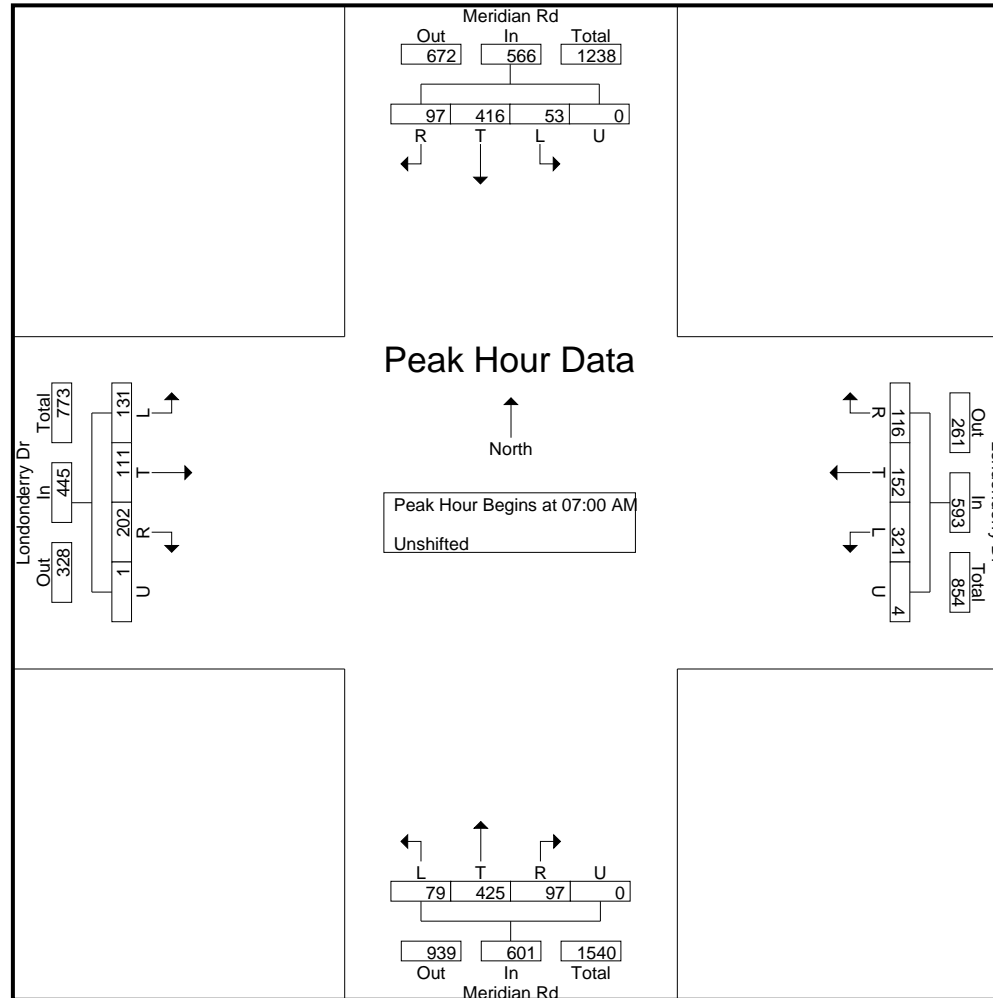 Meridian Rd
Out In Total
672 566 1238
97 416 53 0
R T L U
Peak Hour Data
North
Peak Hour Begins at 07:00 AM
Unshifted
Londonderry Dr
Total In Out
773 445 328
131 111 202 1
L T R U
R T L U
116 152 321 4
Out In Total
261 593 854
L T R U
79 425 97 0
939 601 1540
Out In Total
Meridian Rd